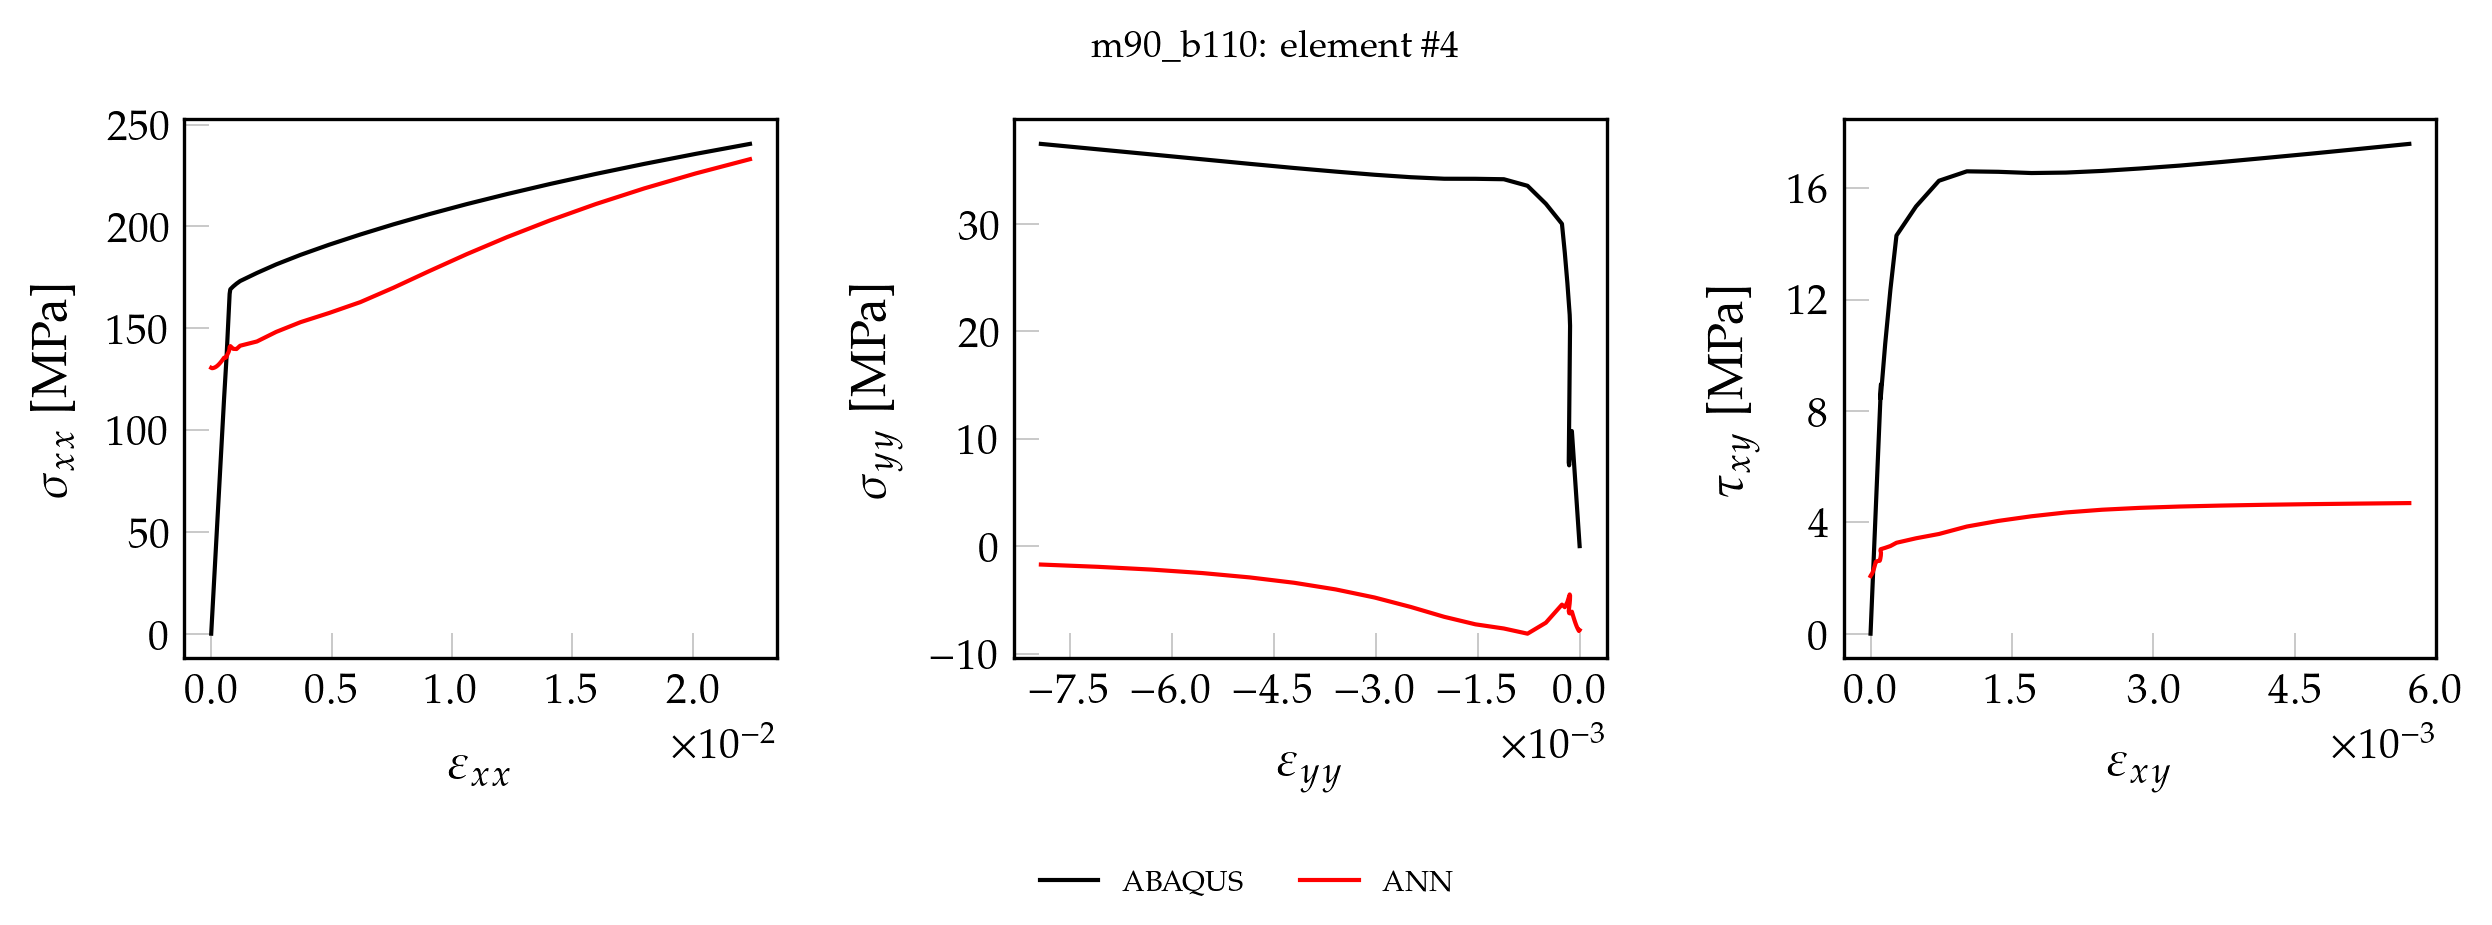 m90_b110: element #4
250
200
150
100
50
0
σxx [MPa]
0.0 0.5 1.0 1.5 2.0
×10−2
εxx
30
20
10
0
−10
σyy [MPa]
−7.5 −6.0 −4.5 −3.0 −1.5 0.0
×10−3
εyy
16
12
8
4
0
τxy [MPa]
0.0 1.5 3.0 4.5 6.0
×10−3
εxy
ABAQUS ANN